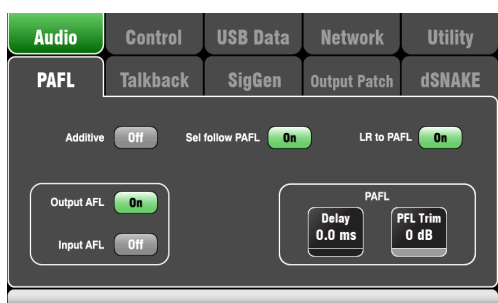 Audio Control USB Data Network Utility
PAFL Talkback SigGen Output Patch dSNAKE
Additive Off Sel follow PAFL On LR to PAFL On
Output AFL On
Input AFL Off
PAFL
Delay
0.0 ms
PFL Trim
0 dB